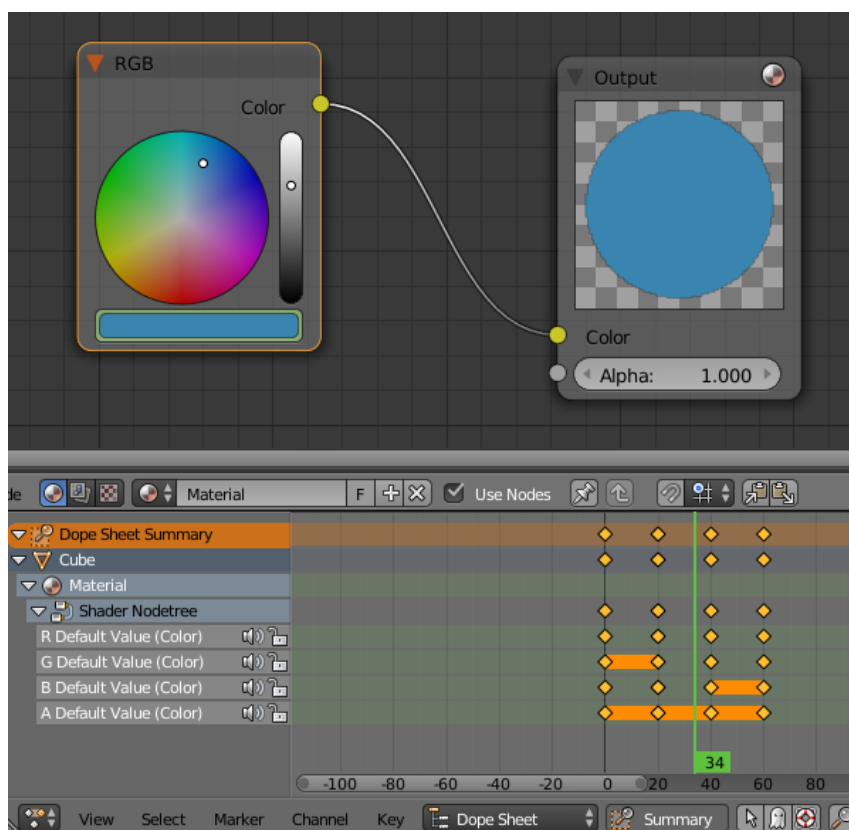 RGB
Color
Output
Color
Alpha: 1.000
de Material F Use Nodes
Dope Sheet Summary
Cube
Material
Shader Nodetree
R Default Value (Color)
G Default Value (Color)
B Default Value (Color)
A Default Value (Color)
34
-100 -80 -60 -40 -20 0 20 40 60 80
View Select Marker Channel Key Dope Sheet Summary